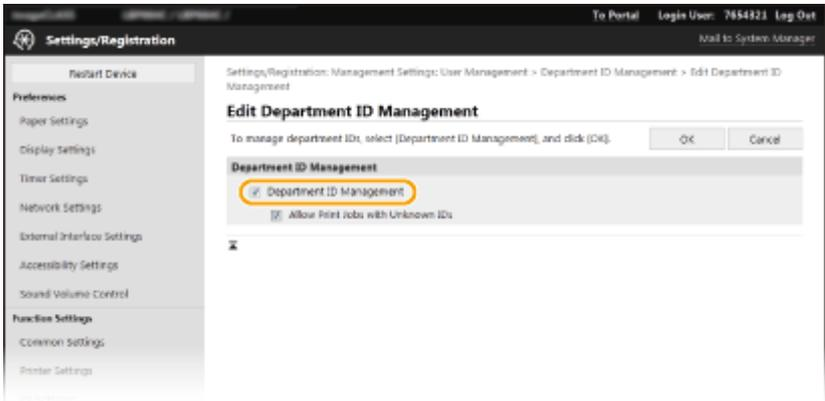 To Portal Login User: 7654321 Log Out
Settings/Registration
Mail to System Manager
Restart Device
Preferences
Paper Settings
Display Settings
Timer Settings
Network Settings
External Interface Settings
Accessibility Settings
Sound Volume Control
Function Settings
Common Settings
Printer Settings
Settings/Registration: Management Settings: User Management > Department ID Management > Edit Department ID
Management
Edit Department ID Management
To manage department IDs, select [Department ID Management], and click [OK].
OK
Cancel
Department ID Management
Department ID Management
Allow Print Jobs with Unknown IDs